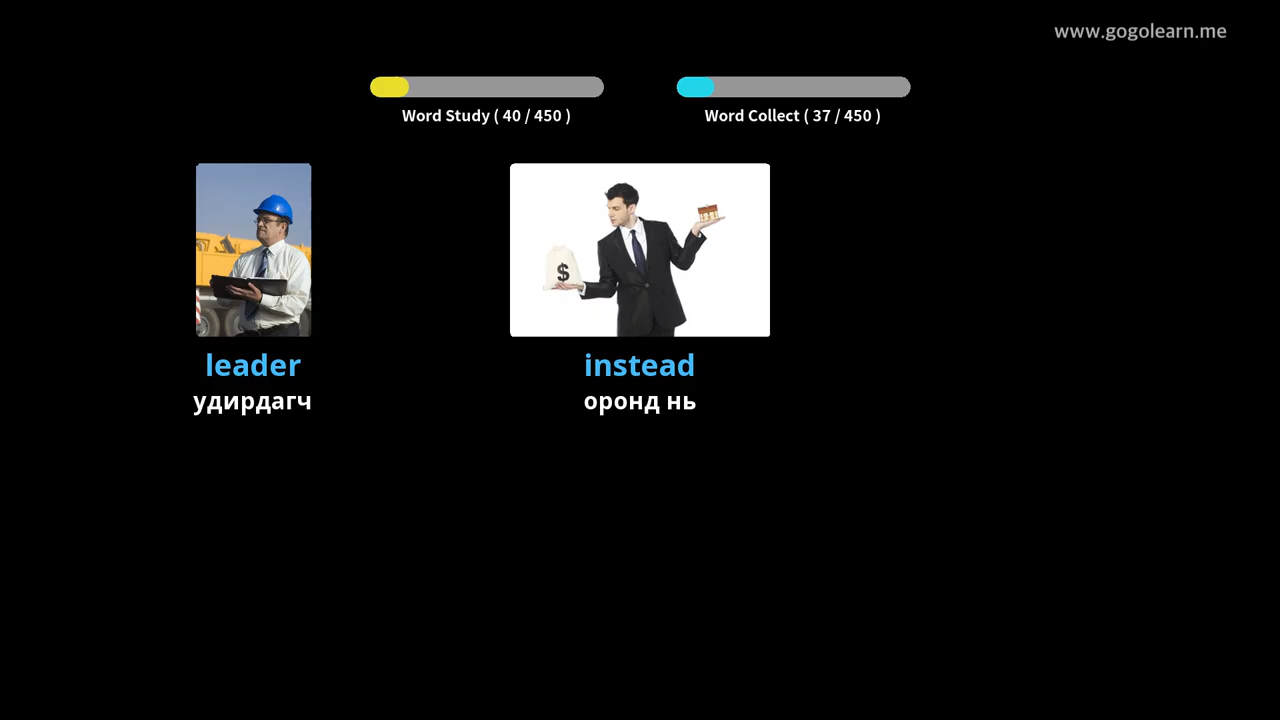 www.gogolearn.me
Word Study ( 40 / 450 )
Word Collect ( 37 / 450 )
$
leader
удирдагч
instead
оронд нь